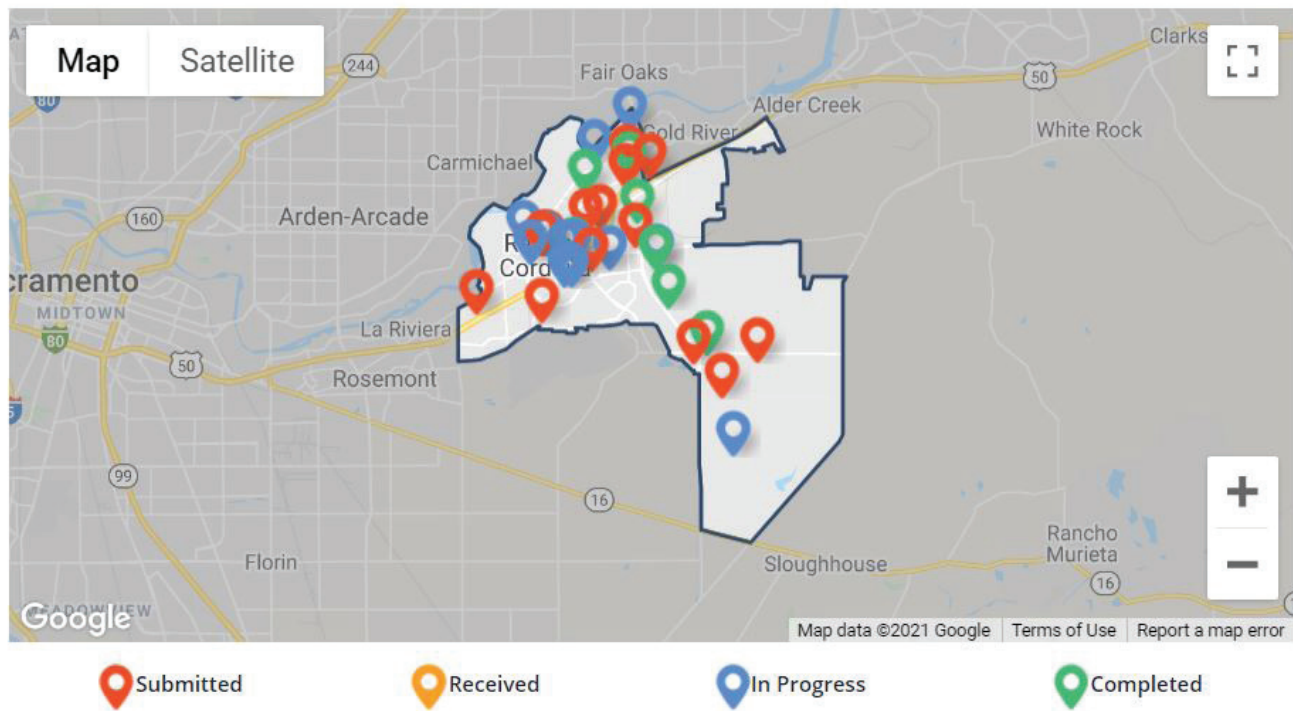 Map
Satellite
244
80
Fair Oaks
50
Clarks
Alder Creek
Gold River
White Rock
Carmichael
160
Arden-Arcade
cramento
MIDTOWN
80
La Riviera
50
Rosemont
5
99
16
Florin
Sloughhouse
Rancho
Murieta
16
Google
Map data ©2021 Google
Terms of Use
Report a map error
Submitted
Received
In Progress
Completed